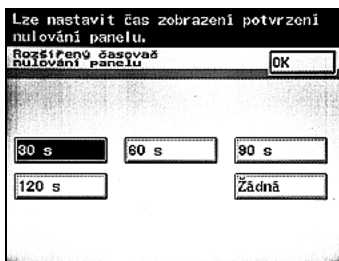 Lze nastavit čas zobrazení potvrzení
nulování panelu.
Rozšířený časovač
nulování panelu
OK
30 s
60 s
90 s
120 s
Žádná